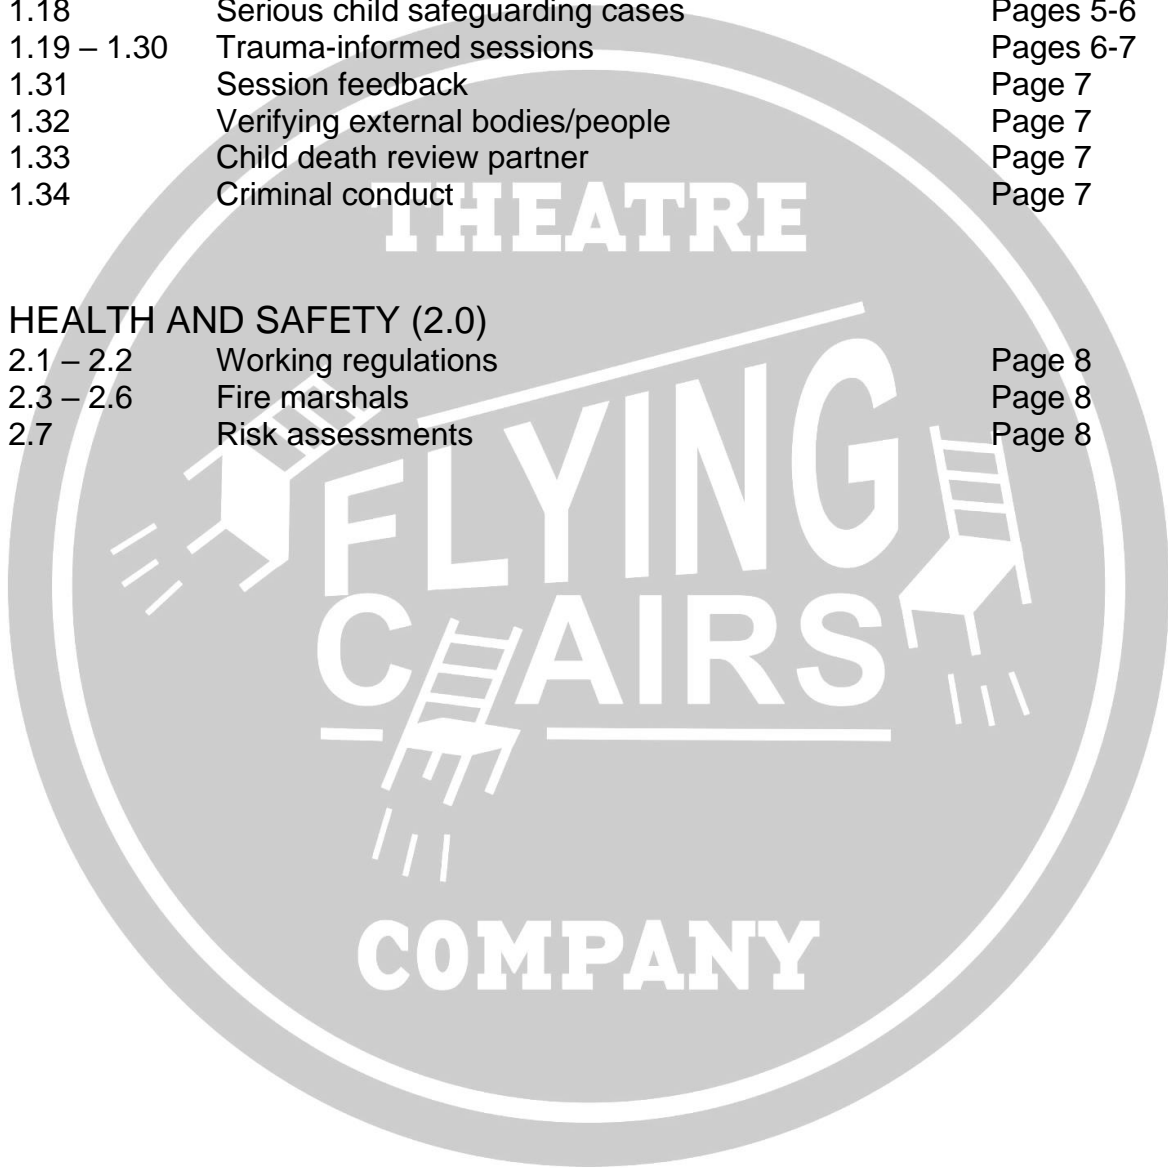 1.18 Serious child safeguarding cases Pages 5-6
1.19 – 1.30 Trauma-informed sessions Pages 6-7
1.31 Session feedback Page 7
1.32 Verifying external bodies/people Page 7
1.33 Child death review partner Page 7
1.34 Criminal conduct Page 7
THEATRE
HEALTH AND SAFETY (2.0)
2.1 – 2.2 Working regulations Page 8
2.3 – 2.6 Fire marshals Page 8
2.7 Risk assessments Page 8
FLYING
C AIRS
COMPANY